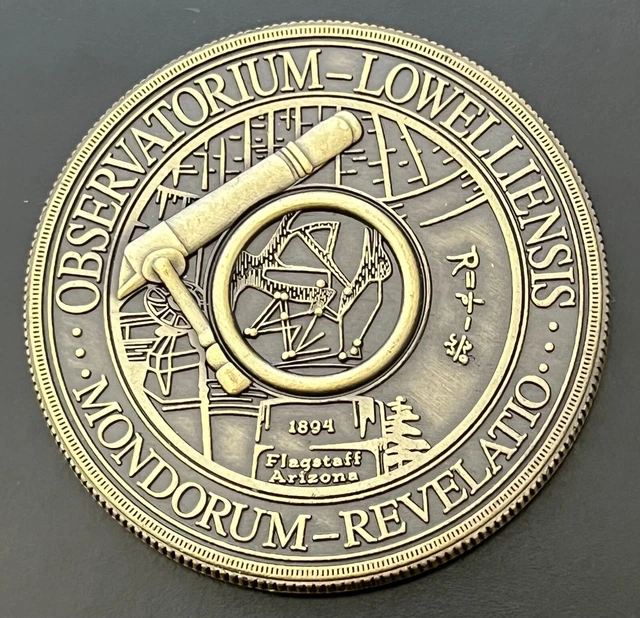 OBSERVATORIUM–LOWELLIENSIS
1894
Flagstaff
Arizona
MONDORUM–REVELATIO